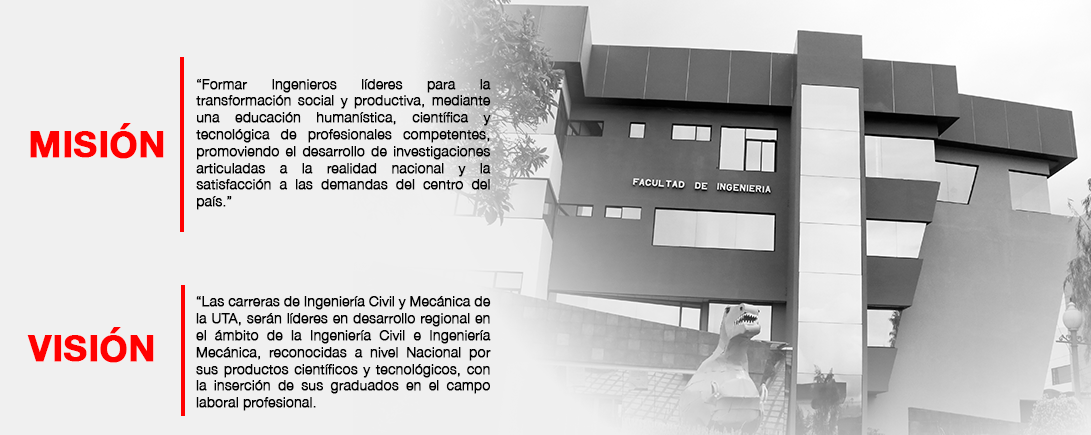 MISIÓN
“Formar Ingenieros líderes para la
transformación social y productiva, mediante
una educación humanística, científica y
tecnológica de profesionales competentes,
promoviendo el desarrollo de investigaciones
articuladas a la realidad nacional y la
satisfacción a las demandas del centro del
país.”
FACULTAD DE INGENIERIA
VISIÓN
“Las carreras de Ingeniería Civil y Mecánica de
la UTA, serán líderes en desarrollo regional en
el ámbito de la Ingeniería Civil e Ingeniería
Mecánica, reconocidas a nivel Nacional por
sus productos científicos y tecnológicos, con
la inserción de sus graduados en el campo
laboral profesional.